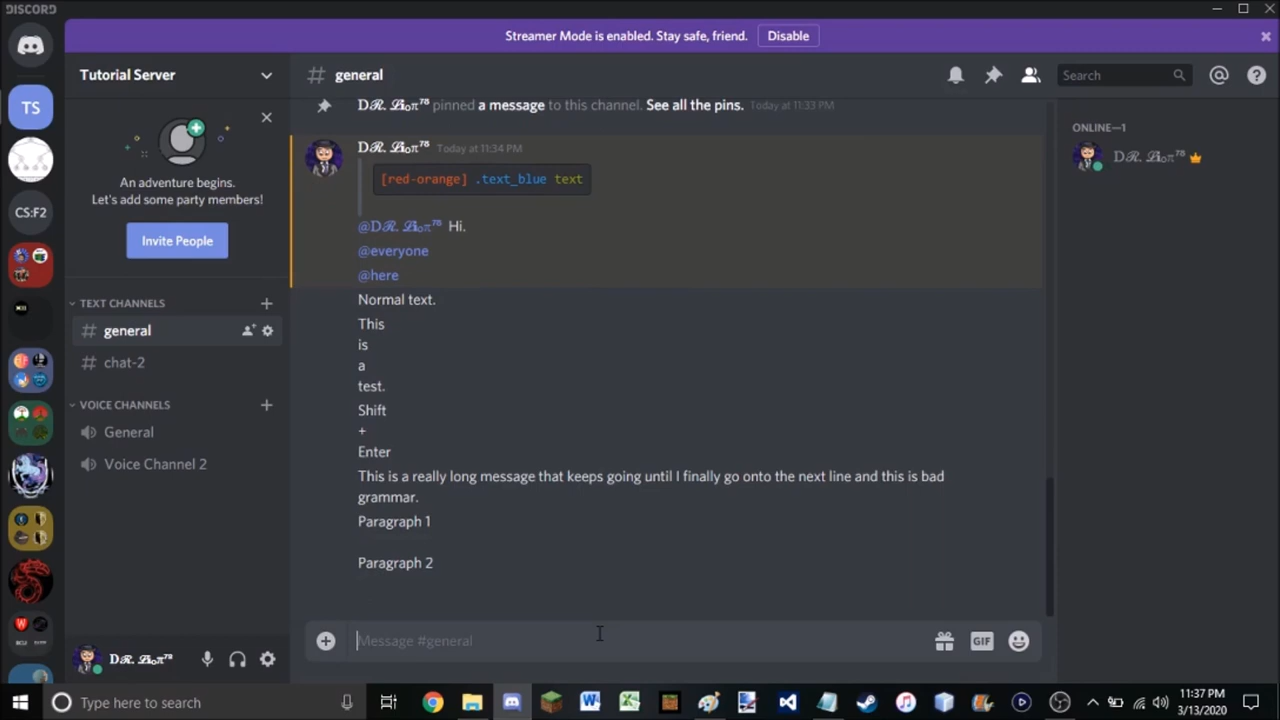 DISCORD
Streamer Mode is enabled. Stay safe, friend. Disable
Tutorial Server
# general
Search
TS
An adventure begins.
Let's add some party members!
Invite People
CS:F2
TEXT CHANNELS
# general
# chat-2
VOICE CHANNELS
General
Voice Channel 2
pinned a message to this channel. See all the pins. Today at 11:33 PM
Today at 11:34 PM
[red-orange] .text_blue text
Hi.
@everyone
@here
Normal text.
This
is
a
test.
Shift
+
Enter
This is a really long message that keeps going until I finally go onto the next line and this is bad
grammar.
Paragraph 1
Paragraph 2
Message #general
GIF
ONLINE—1
Type here to search
11:37 PM
3/13/2020